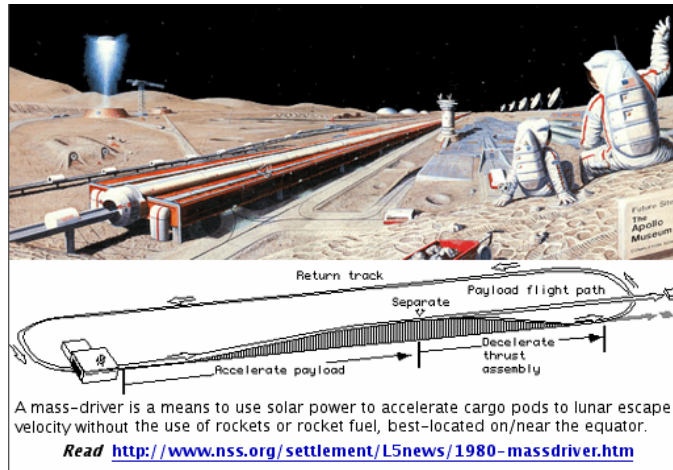 Future Site
The
Apollo
Museum
Return track
Payload flight path
Separate
Decelerate
thrust
assembly
Accelerate payload
A mass-driver is a means to use solar power to accelerate cargo pods to lunar escape
velocity without the use of rockets or rocket fuel, best-located on/near the equator.
Read http://www.nss.org/settlement/L5news/1980-massdriver.htm